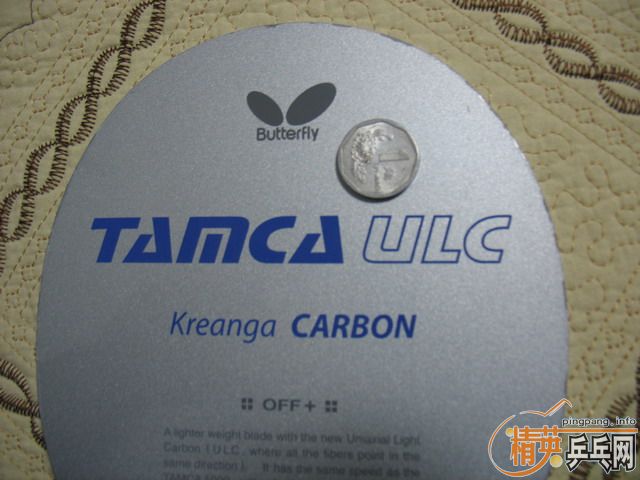 Butterfly
TAMCA ULC
Kreanga CARBON
OFF+
A lighter weight blade with the new Uniaxial Light
Carbon (ULC, where all the fibers point in the
same direction). It has the same speed as the
TAMCA 5000
pingpang.info
精英乒乓网